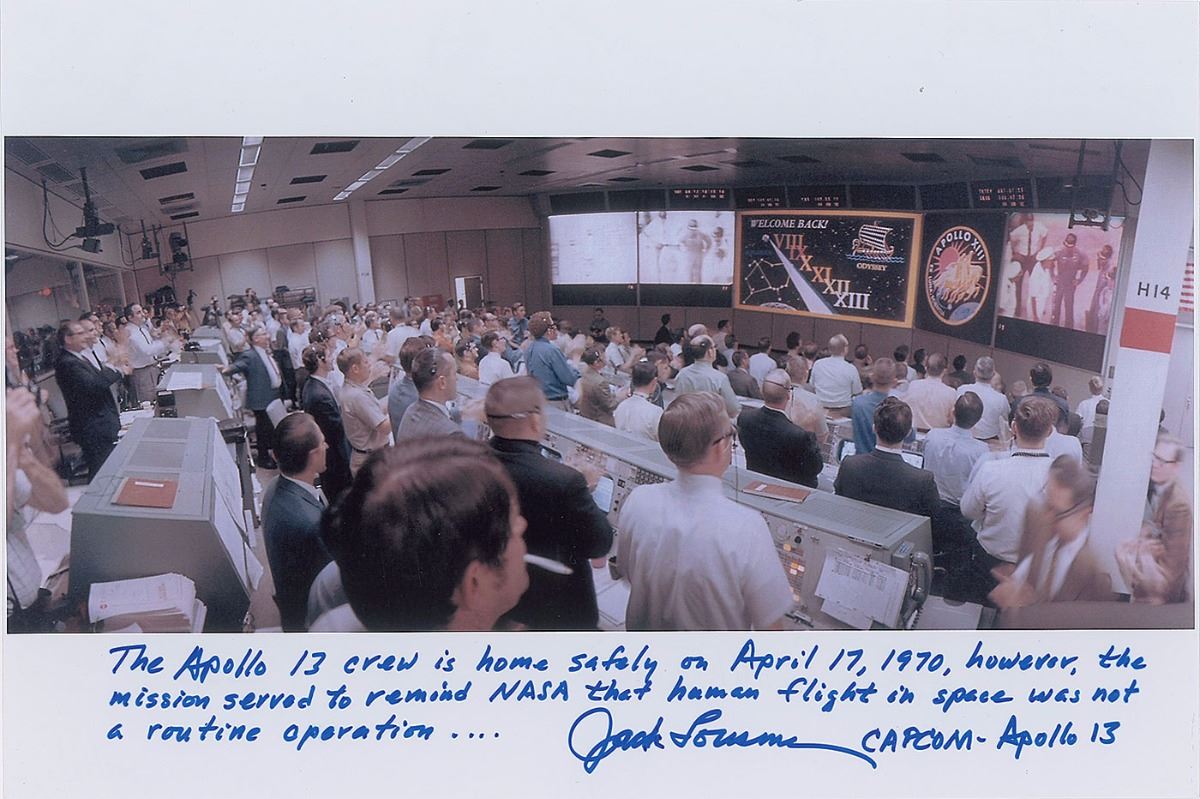 WELCOME BACK!
VIII
IX
X
XI
XII
XIII
ODYSSEY
APOLLO XIII
H14
The Apollo 13 crew is home safely on April 17, 1970, however, the
mission served to remind NASA that human flight in space was not
a routine operation ....
Jack Lousma CAPCOM - Apollo 13